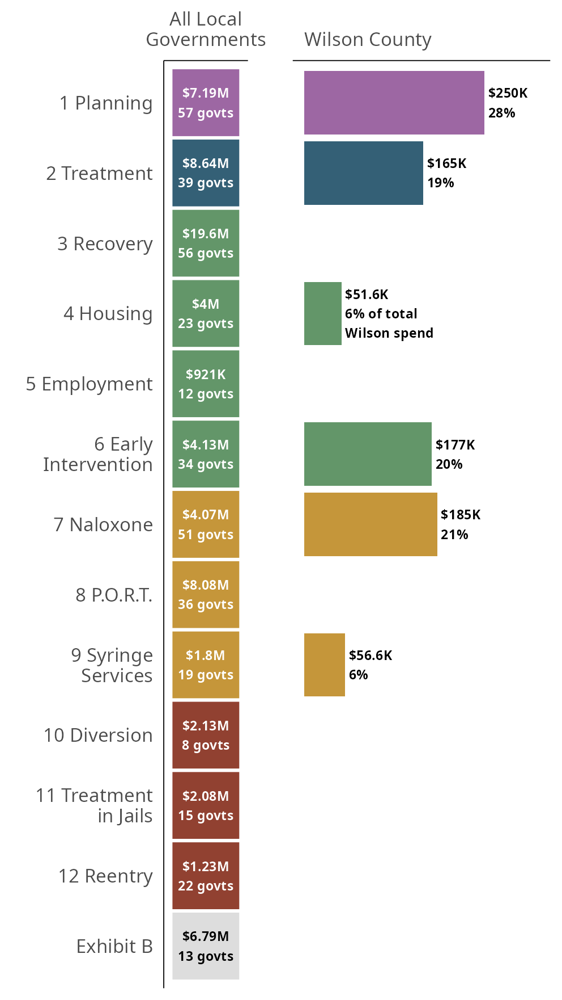 All Local
Governments
Wilson County
1 Planning
$7.19M
57 govts
$250K
28%
2 Treatment
$8.64M
39 govts
$165K
19%
3 Recovery
$19.6M
56 govts
4 Housing
$4M
23 govts
$51.6K
6% of total
Wilson spend
5 Employment
$921K
12 govts
6 Early
Intervention
$4.13M
34 govts
$177K
20%
7 Naloxone
$4.07M
51 govts
$185K
21%
8 P.O.R.T.
$8.08M
36 govts
9 Syringe
Services
$1.8M
19 govts
$56.6K
6%
10 Diversion
$2.13M
8 govts
11 Treatment
in Jails
$2.08M
15 govts
12 Reentry
$1.23M
22 govts
Exhibit B
$6.79M
13 govts